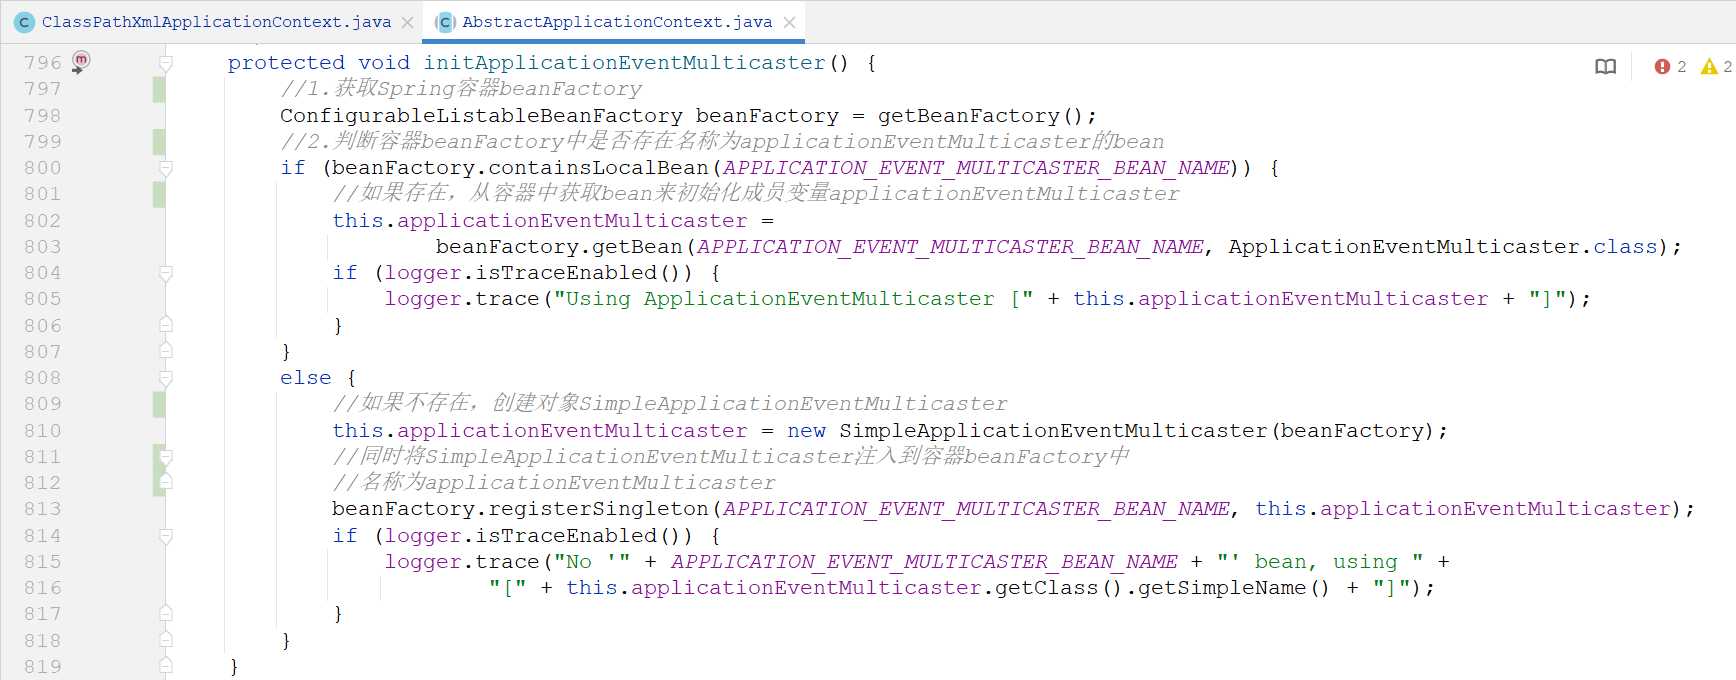 ClassPathXmlApplicationContext.java AbstractApplicationContext.java
796 protected void initApplicationEventMulticaster() { 2 2
797 //1.获取Spring容器beanFactory
798 ConfigurableListableBeanFactory beanFactory = getBeanFactory();
799 //2.判断容器beanFactory中是否存在名称为applicationEventMulticaster的bean
800 if (beanFactory.containsLocalBean(APPLICATION_EVENT_MULTICASTER_BEAN_NAME)) {
801 //如果存在，从容器中获取bean来初始化成员变量applicationEventMulticaster
802 this.applicationEventMulticaster =
803 beanFactory.getBean(APPLICATION_EVENT_MULTICASTER_BEAN_NAME, ApplicationEventMulticaster.class);
804 if (logger.isTraceEnabled()) {
805 logger.trace("Using ApplicationEventMulticaster [" + this.applicationEventMulticaster + "]");
806 }
807 }
808 else {
809 //如果不存在，创建对象SimpleApplicationEventMulticaster
810 this.applicationEventMulticaster = new SimpleApplicationEventMulticaster(beanFactory);
811 //同时将SimpleApplicationEventMulticaster注入到容器beanFactory中
812 //名称为applicationEventMulticaster
813 beanFactory.registerSingleton(APPLICATION_EVENT_MULTICASTER_BEAN_NAME, this.applicationEventMulticaster);
814 if (logger.isTraceEnabled()) {
815 logger.trace("No '" + APPLICATION_EVENT_MULTICASTER_BEAN_NAME + "' bean, using " +
816 "[" + this.applicationEventMulticaster.getClass().getSimpleName() + "]");
817 }
818 }
819 }